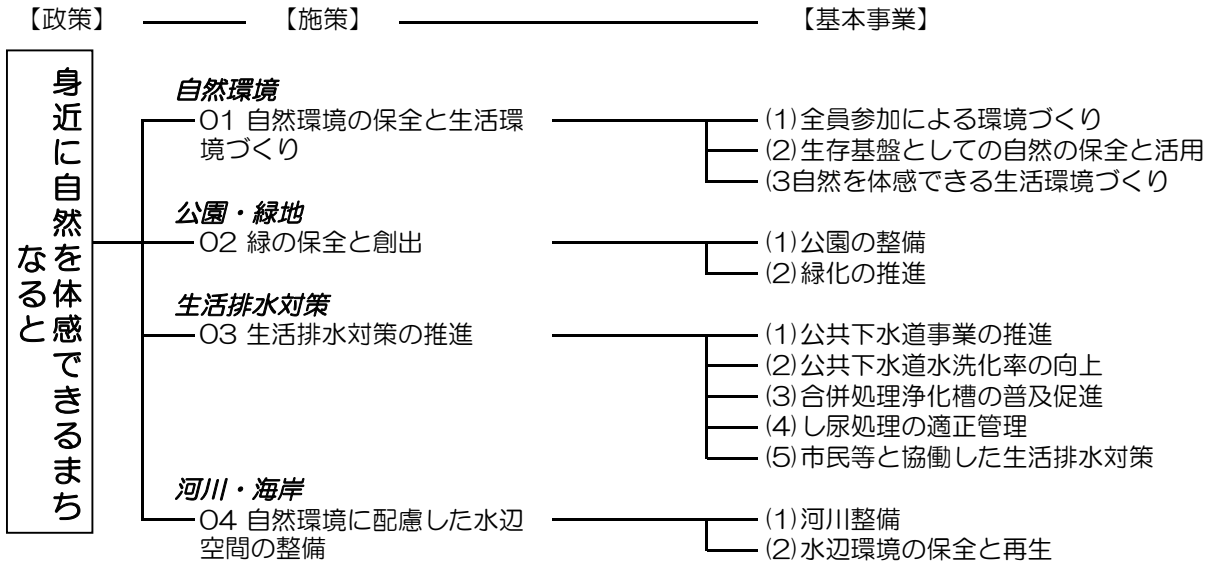 【政策】 【施策】 【基本事業】
身近に自然を体感できるまち
なると
自然環境
01 自然環境の保全と生活環
境づくり
(1)全員参加による環境づくり
(2)生存基盤としての自然の保全と活用
(3自然を体感できる生活環境づくり
公園・緑地
02 緑の保全と創出
(1)公園の整備
(2)緑化の推進
生活排水対策
03 生活排水対策の推進
(1)公共下水道事業の推進
(2)公共下水道水洗化率の向上
(3)合併処理浄化槽の普及促進
(4)し尿処理の適正管理
(5)市民等と協働した生活排水対策
河川・海岸
04 自然環境に配慮した水辺
空間の整備
(1)河川整備
(2)水辺環境の保全と再生